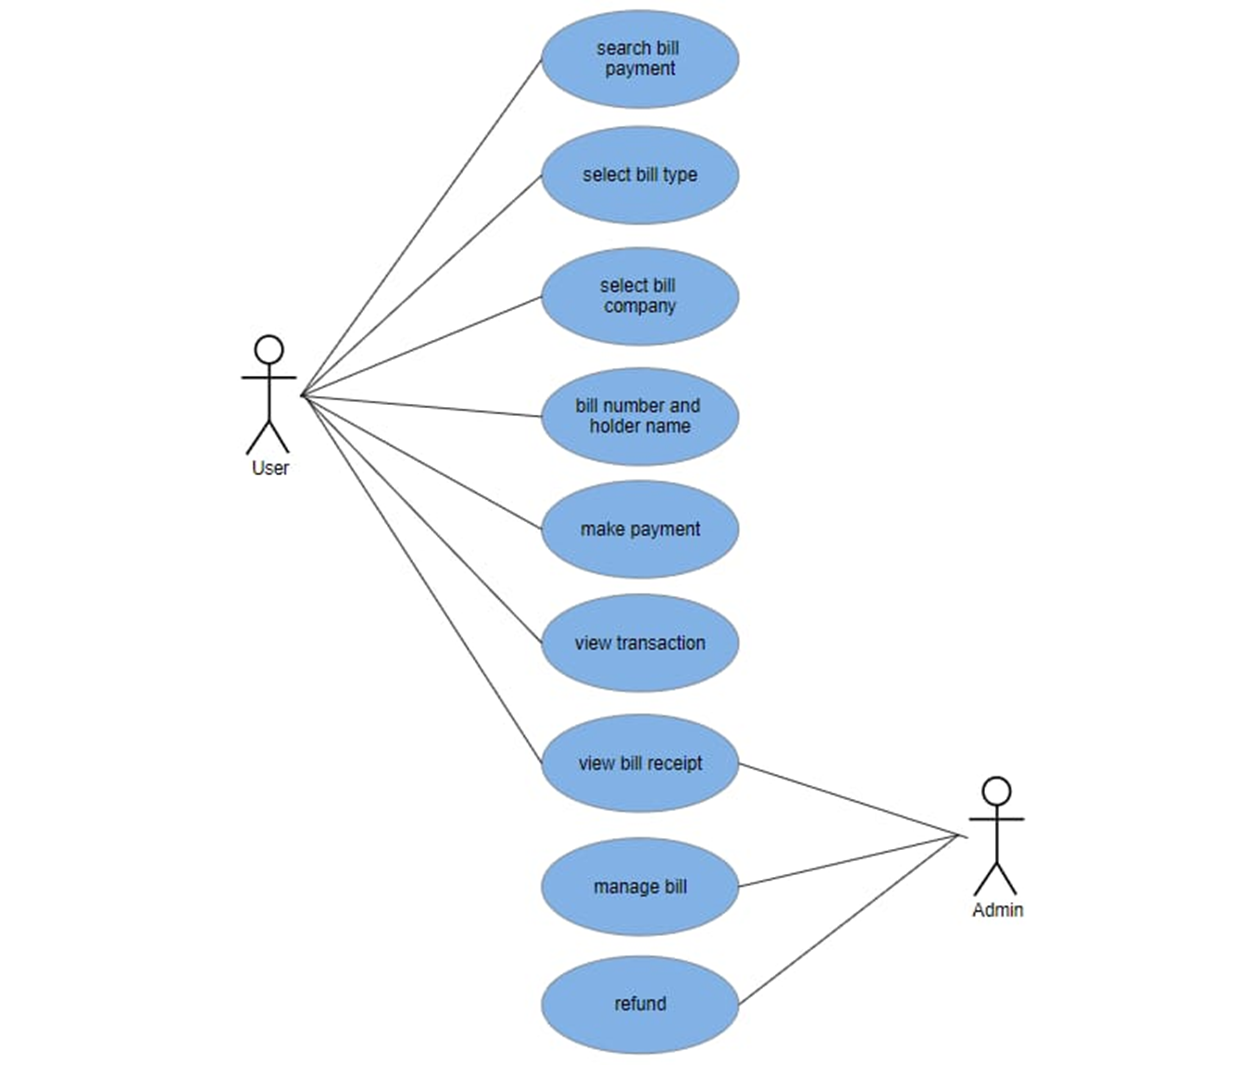 search bill
payment
select bill type
select bill
company
bill number and
holder name
User
make payment
view transaction
view bill receipt
manage bill
Admin
refund